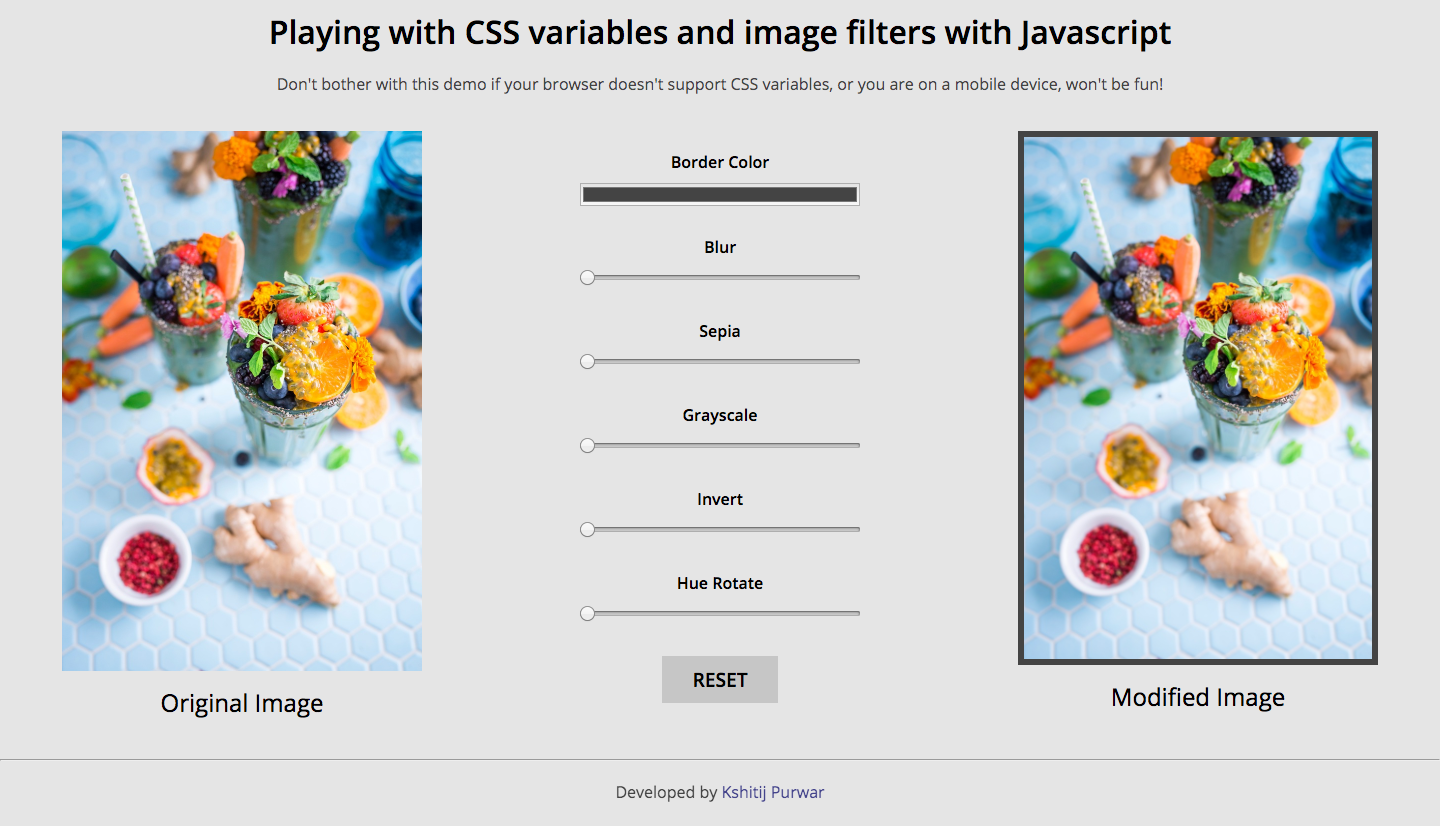 Playing with CSS variables and image filters with Javascript
Don't bother with this demo if your browser doesn't support CSS variables, or you are on a mobile device, won't be fun!
Border Color
Blur
Sepia
Grayscale
Invert
Hue Rotate
RESET
Original Image
Modified Image
Developed by Kshitij Purwar